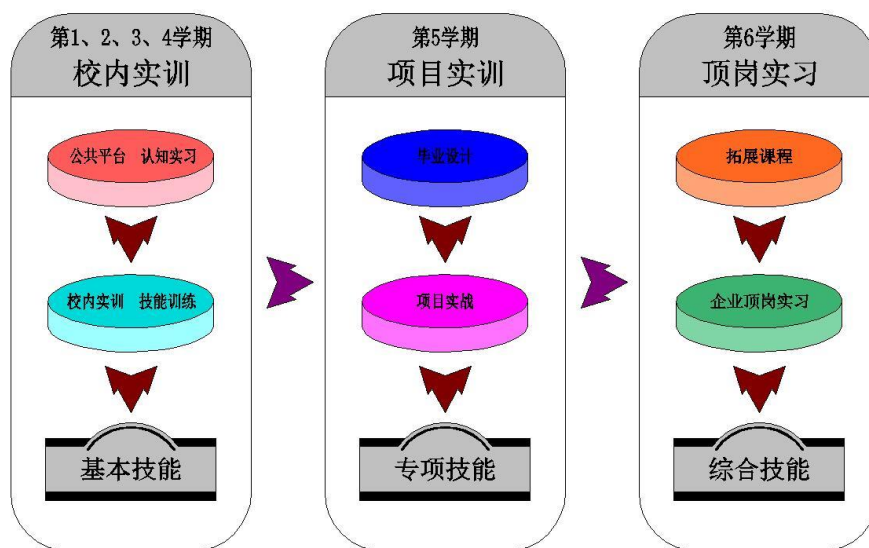 第1、2、3、4学期
校内实训
公共平台 认知实习
校内实训 技能训练
基本技能
第5学期
项目实训
毕业设计
项目实战
专项技能
第6学期
顶岗实习
拓展课程
企业顶岗实习
综合技能